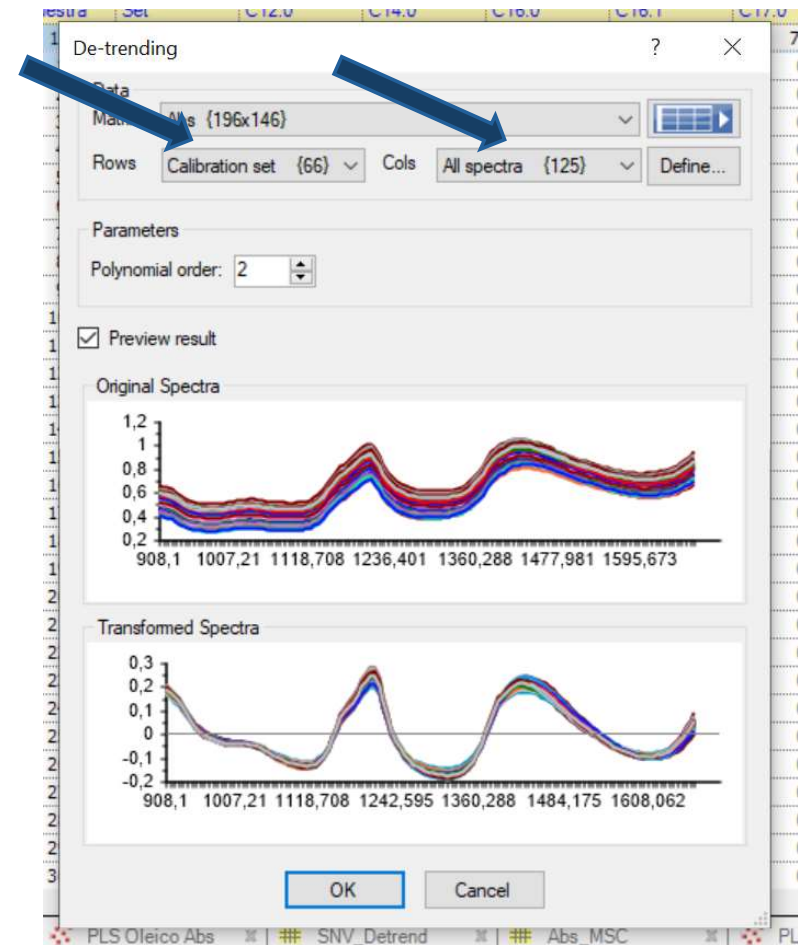 Set C12.0 C14.0 C16.0 C16.1 C17.0
De-trending ?
Data
Abs {196x146}
Rows Calibration set {66} Cols All spectra {125} Define...
Parameters
Polynomial order: 2
Preview result
Original Spectra
1,2
1
0,8
0,6
0,4
0,2
908,1 1007,21 1118,708 1236,401 1360,288 1477,981 1595,673
Transformed Spectra
0,3
0,2
0,1
0
-0,1
-0,2
908,1 1007,21 1118,708 1242,595 1360,288 1484,175 1608,062
OK Cancel
PLS Oleico Abs SNV_Detrend Abs_MSC PL